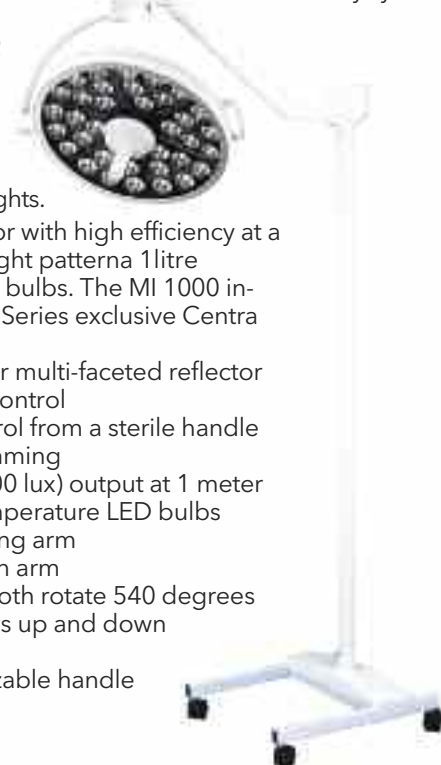 ghts.
or with high efficiency at a
ght patterna 1litre
bulbs. The MI 1000 in-
Series exclusive Centra
r multi-faceted reflector
ontrol
rol from a sterile handle
ming
00 lux) output at 1 meter
perature LED bulbs
ng arm
n arm
oth rotate 540 degrees
s up and down
zable handle